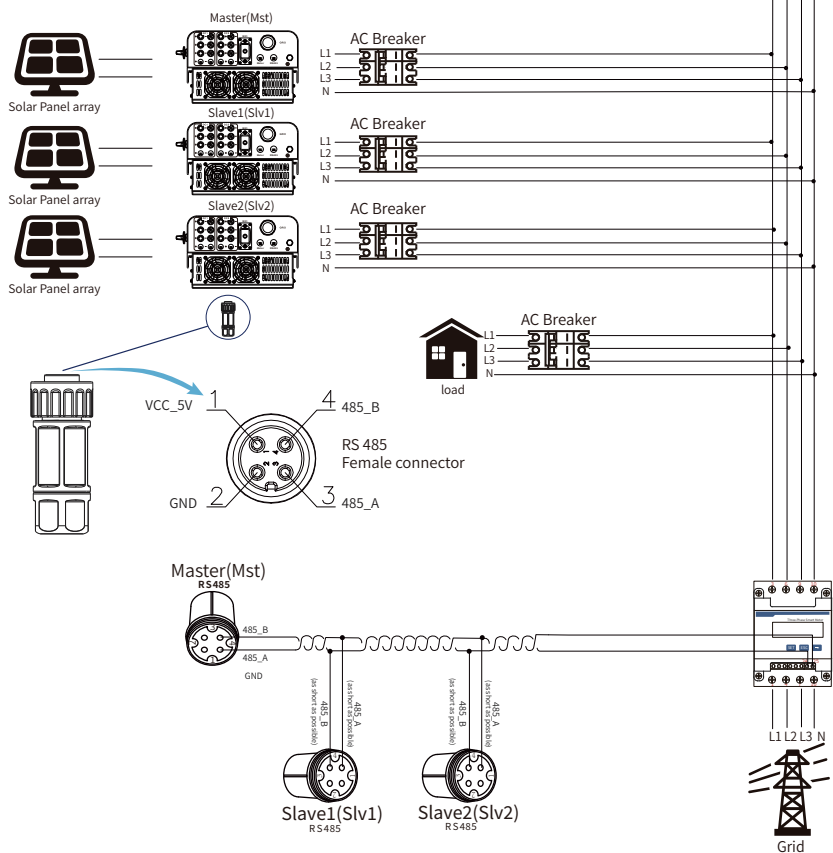 Master(Mst)
AC Breaker
L1
L2
L3
N
Solar Panel array
Slave1(Slv1)
AC Breaker
L1
L2
L3
N
Solar Panel array
Slave2(Slv2)
AC Breaker
L1
L2
L3
N
Solar Panel array
AC Breaker
L1
L2
L3
N
load
VCC_5V
1
4
485_B
RS 485
Female connector
1
4
2
3
GND
2
3
485_A
Master(Mst)
RS485
485_B
485_A
GND
485_B
(as short as possible)
485_A
(as short as possible)
485_B
(as short as possible)
485_A
(as short as possible)
Slave1(Slv1)
RS485
Slave2(Slv2)
RS485
L1 L2 L3 N
Grid